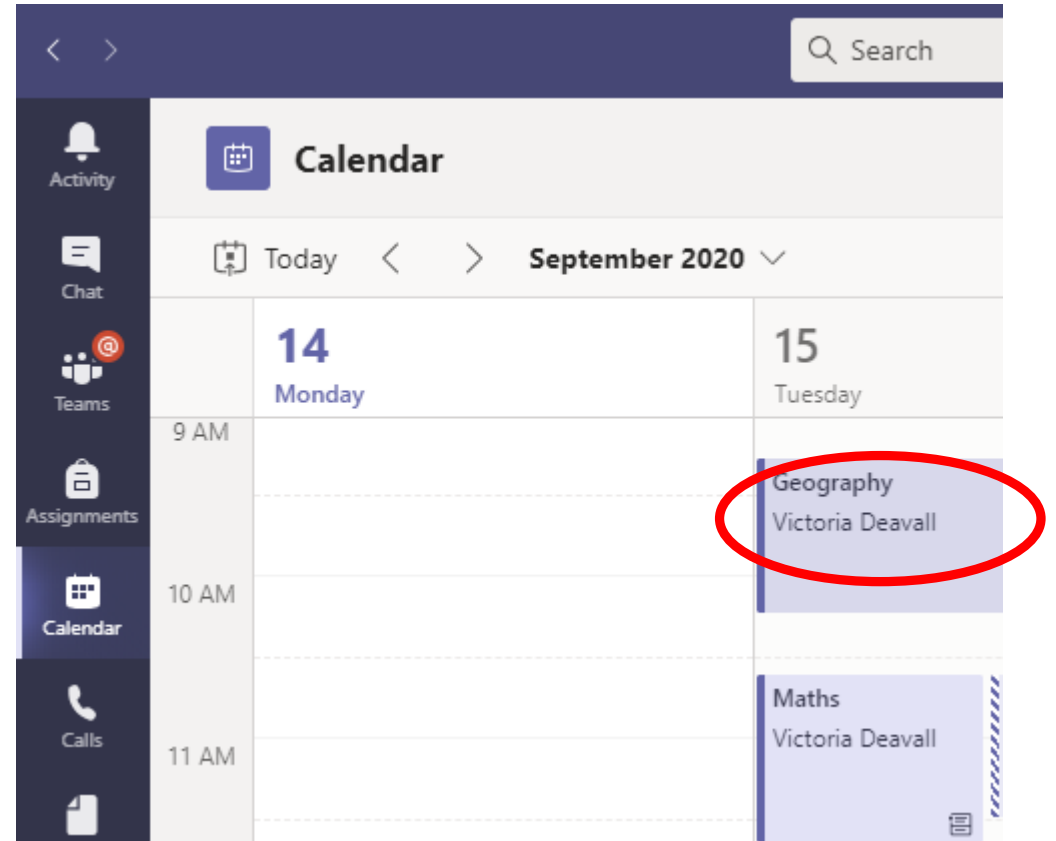 Search
Activity
Calendar
Chat
Today
September 2020
@
Teams
14
Monday
15
Tuesday
9 AM
Assignments
Geography
Victoria Deavall
10 AM
Calendar
Maths
Victoria Deavall
Calls
11 AM